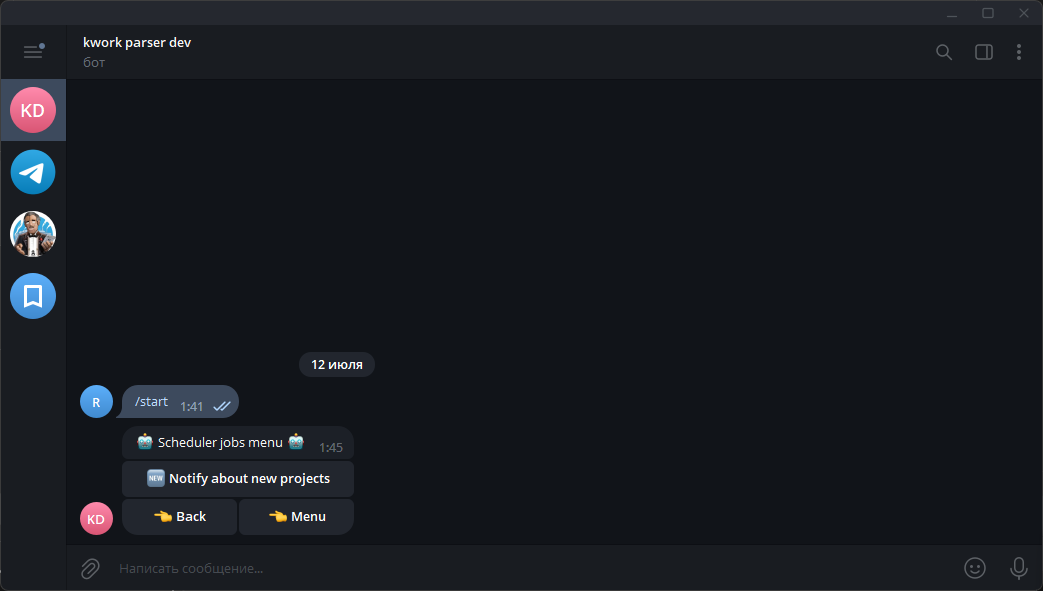 kwork parser dev
бот
KD
12 июля
R
/start 1:41
🤖 Scheduler jobs menu 🤖 1:45
🆕 Notify about new projects
KD
👈 Back
👈 Menu
Написать сообщение...